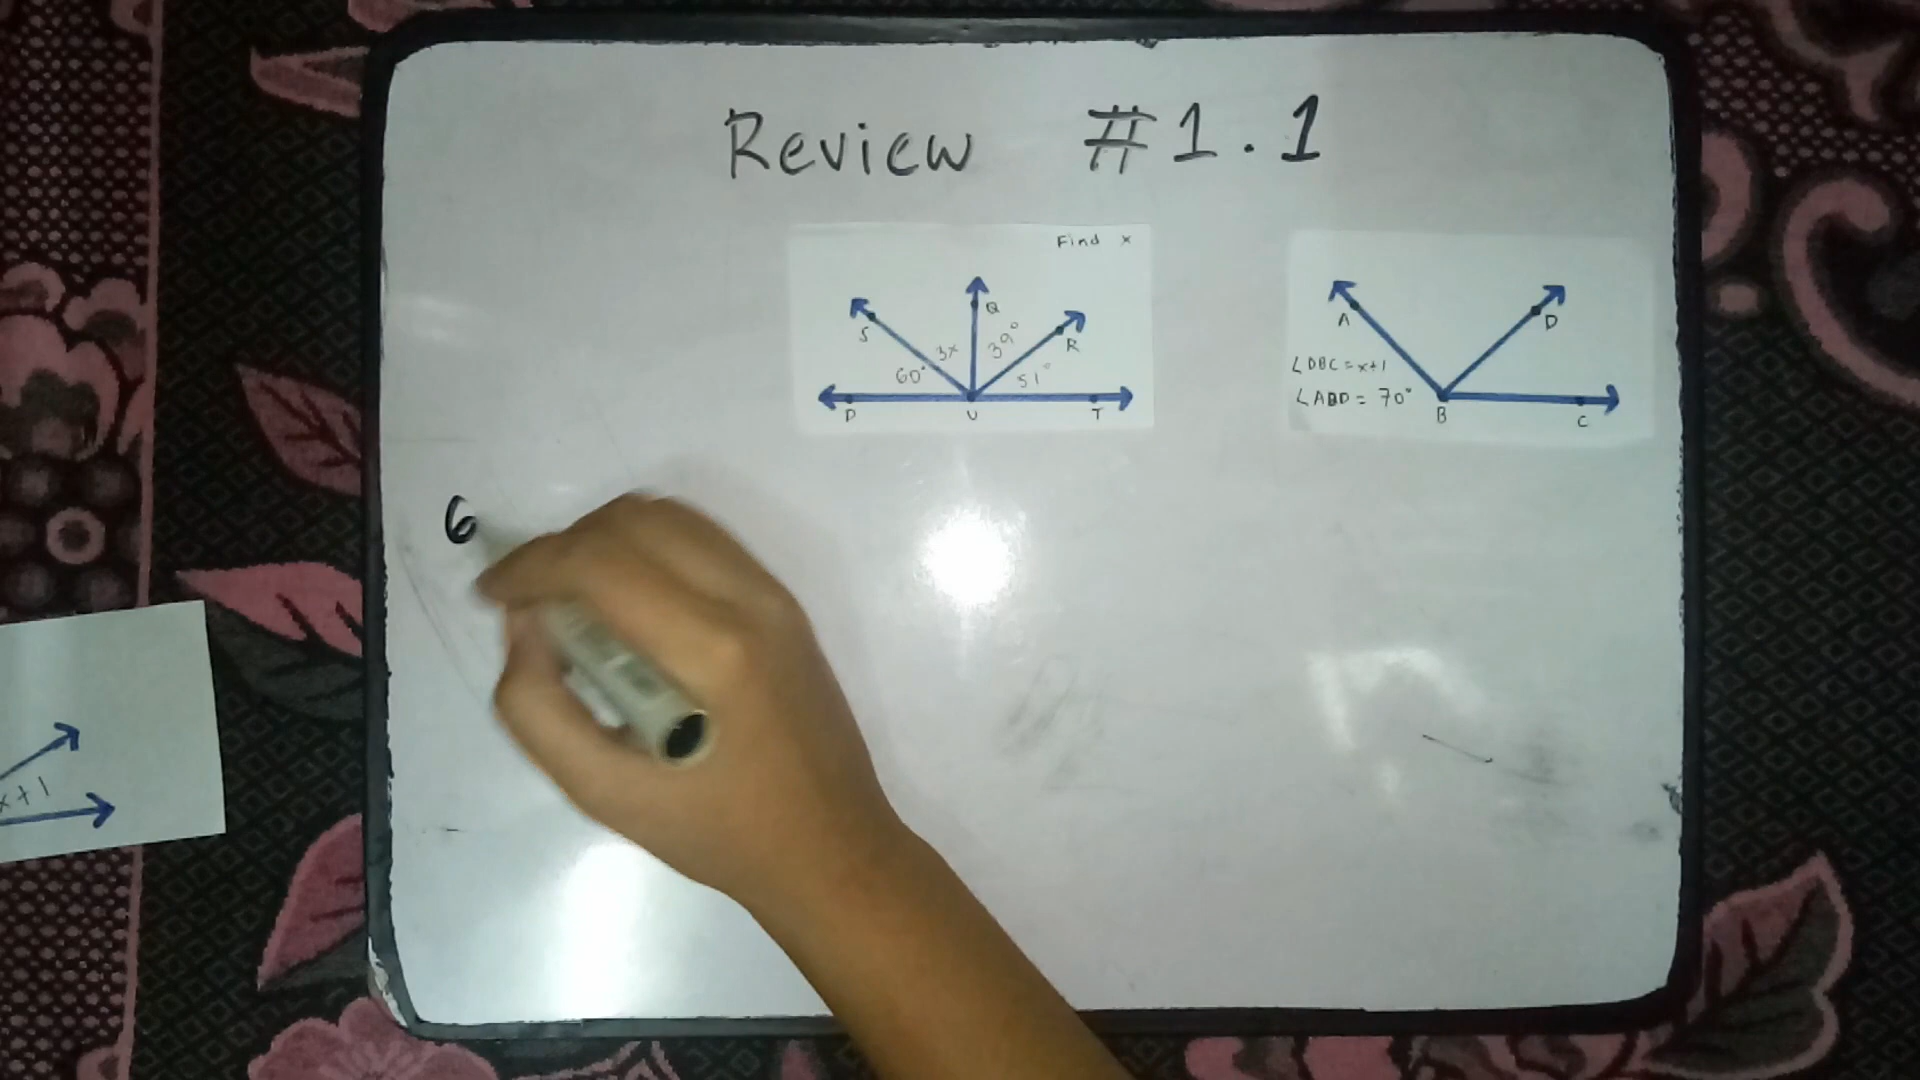 Review #1.1
Find x
S
Q
R
3x
39°
60°
51°
P
U
T
A
D
∠DBC = x+1
∠ABD = 70°
B
C
6
x+1